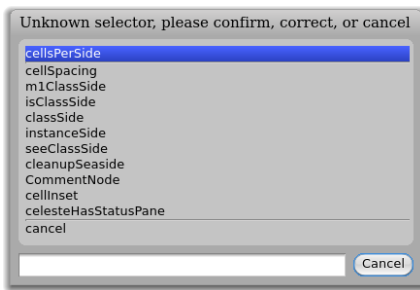 Unknown selector, please confirm, correct, or cancel
cellsPerSide
cellSpacing
m1ClassSide
isClassSide
classSide
instanceSide
seeClassSide
cleanupSeaside
CommentNode
cellInset
celesteHasStatusPane
cancel
Cancel